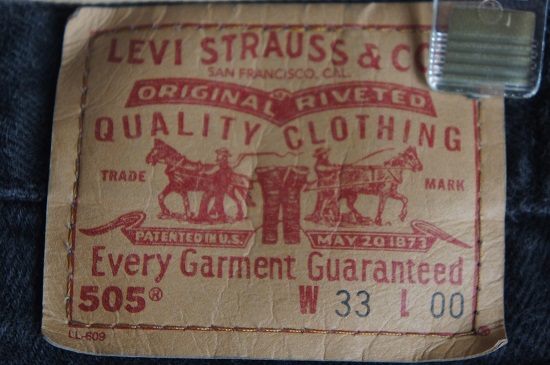 LEVI STRAUSS & CO
SAN FRANCISCO, CAL.
ORIGINAL RIVETED
QUALITY CLOTHING
TRADE MARK
PATENTED IN U.S. MAY 20 1873
Every Garment Guaranteed
505® W 33 L 00
LL-609